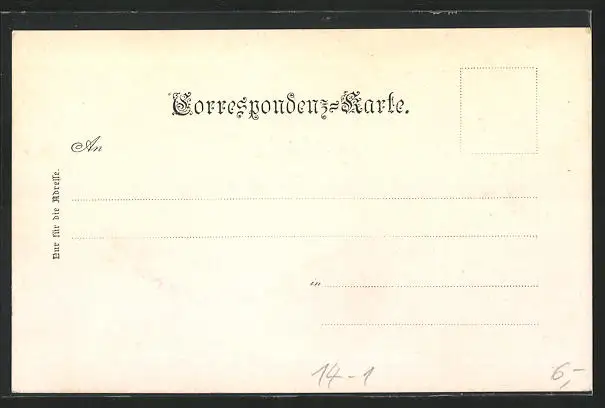 Correspondenz-Karte.
An
Nur für die Adresse.
in
14-1
6,-